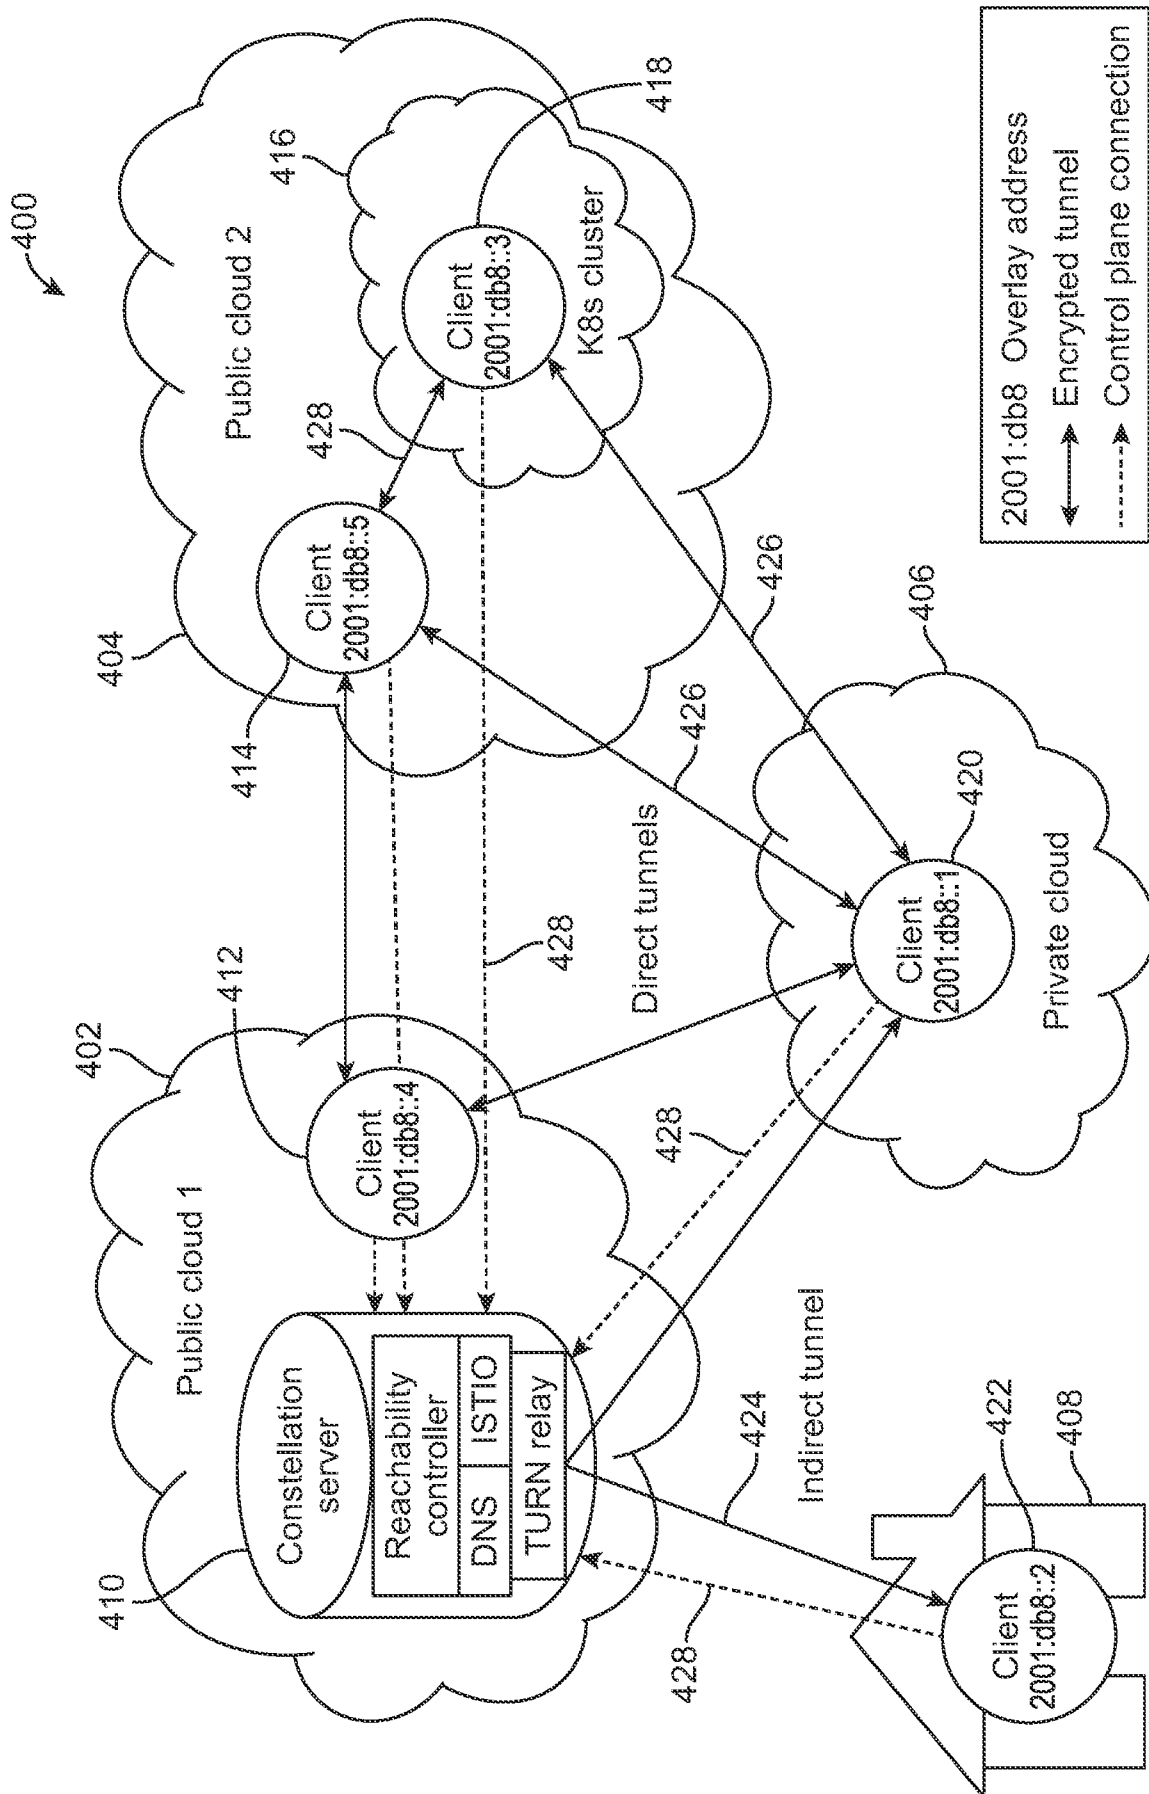 400
402
Public cloud 1
410
Constellation
server
Reachability
controller
DNS
ISTIO
TURN relay
412
Client
2001:db8::4
404
Public cloud 2
414
Client
2001:db8::5
428
416
Client
2001:db8::3
K8s cluster
418
428
Direct tunnels
426
426
428
428
424
Indirect tunnel
406
Client
2001:db8::1
420
Private cloud
Client
2001:db8::2
422
408
2001:db8 Overlay address
Encrypted tunnel
Control plane connection